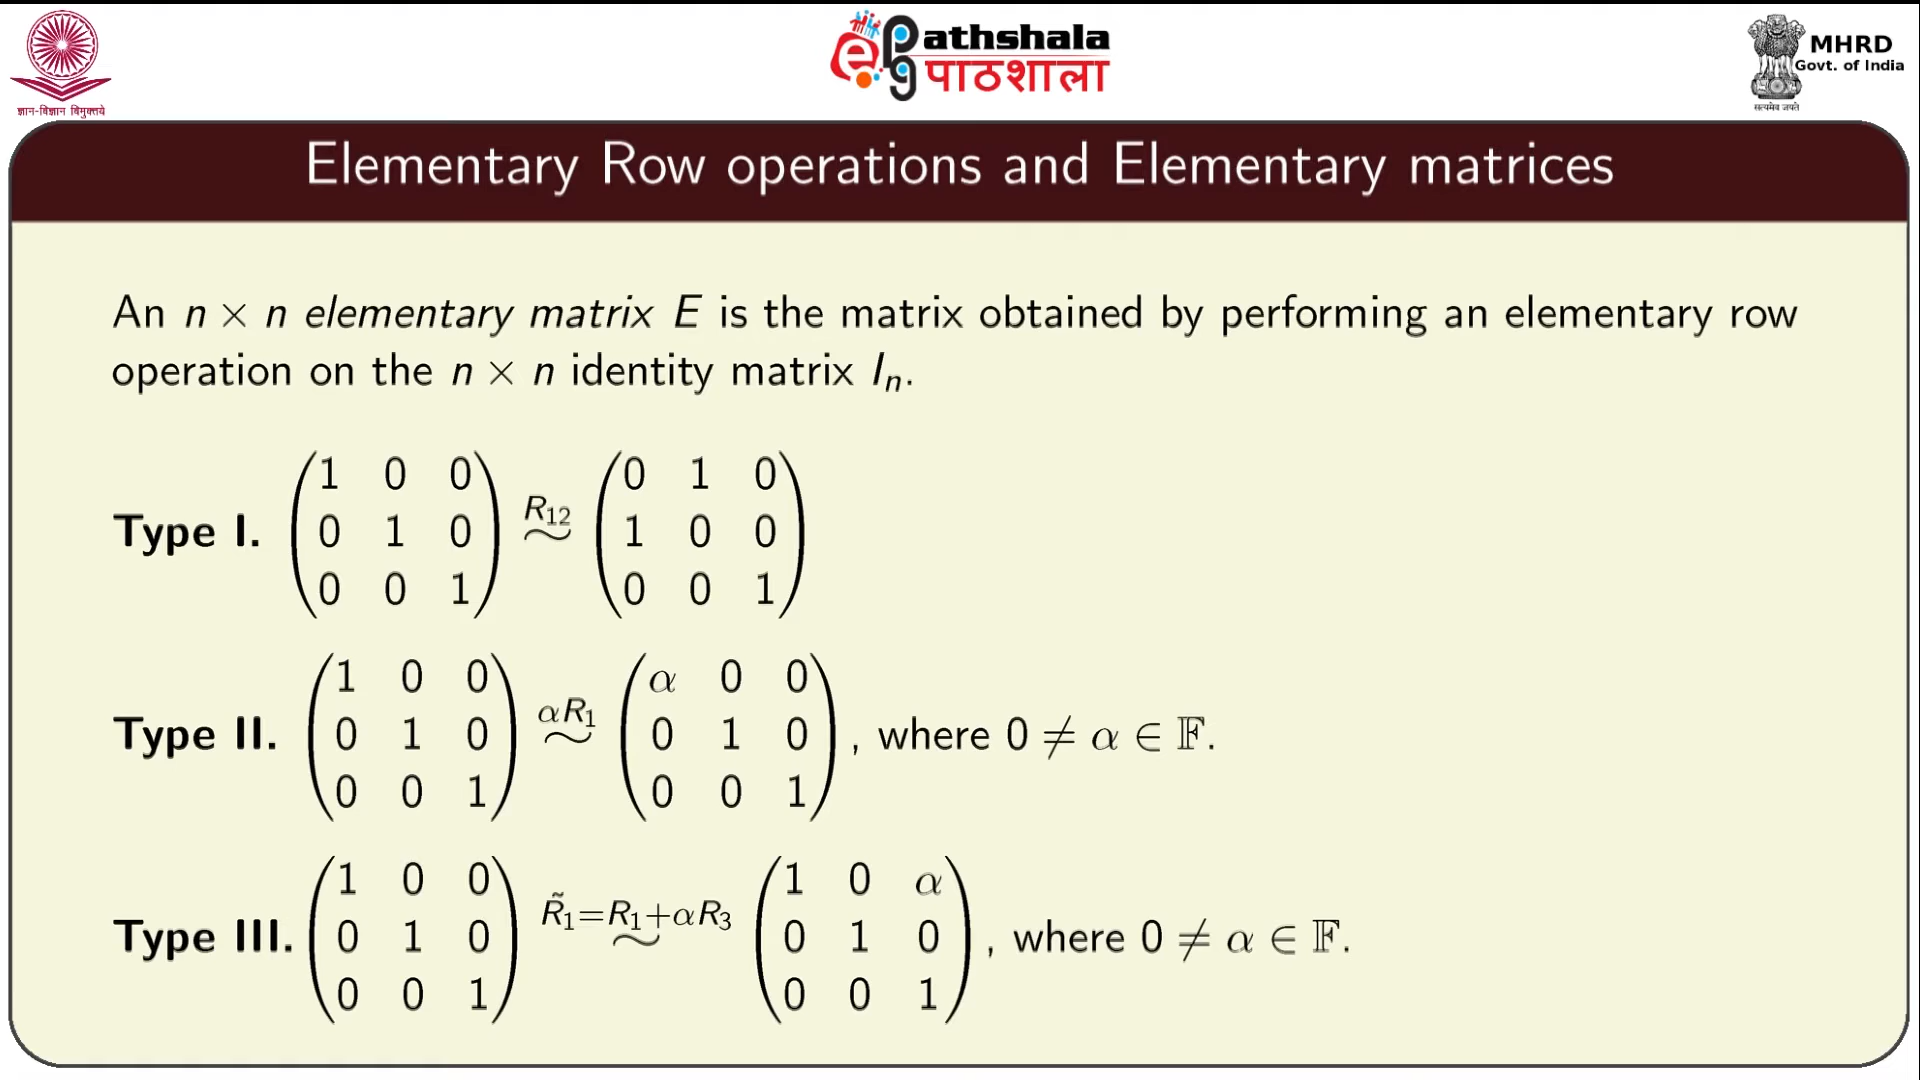 ज्ञान-विज्ञान विमुक्तये
e Pg Pathshala
पाठशाला
MHRD
Govt. of India
सत्यमेव जयते
Elementary Row operations and Elementary matrices
An n × n elementary matrix E is the matrix obtained by performing an elementary row
operation on the n × n identity matrix Iₙ.
1 0 0 0 1 0
Type I. 0 1 0 R₁₂ ~ 1 0 0
0 0 1 0 0 1
1 0 0 α 0 0
Type II. 0 1 0 αR₁ ~ 0 1 0 , where 0 ≠ α ∈ 𝔽.
0 0 1 0 0 1
1 0 0 1 0 α
Type III. 0 1 0 R̃₁=R₁+αR₃ ~ 0 1 0 , where 0 ≠ α ∈ 𝔽.
0 0 1 0 0 1